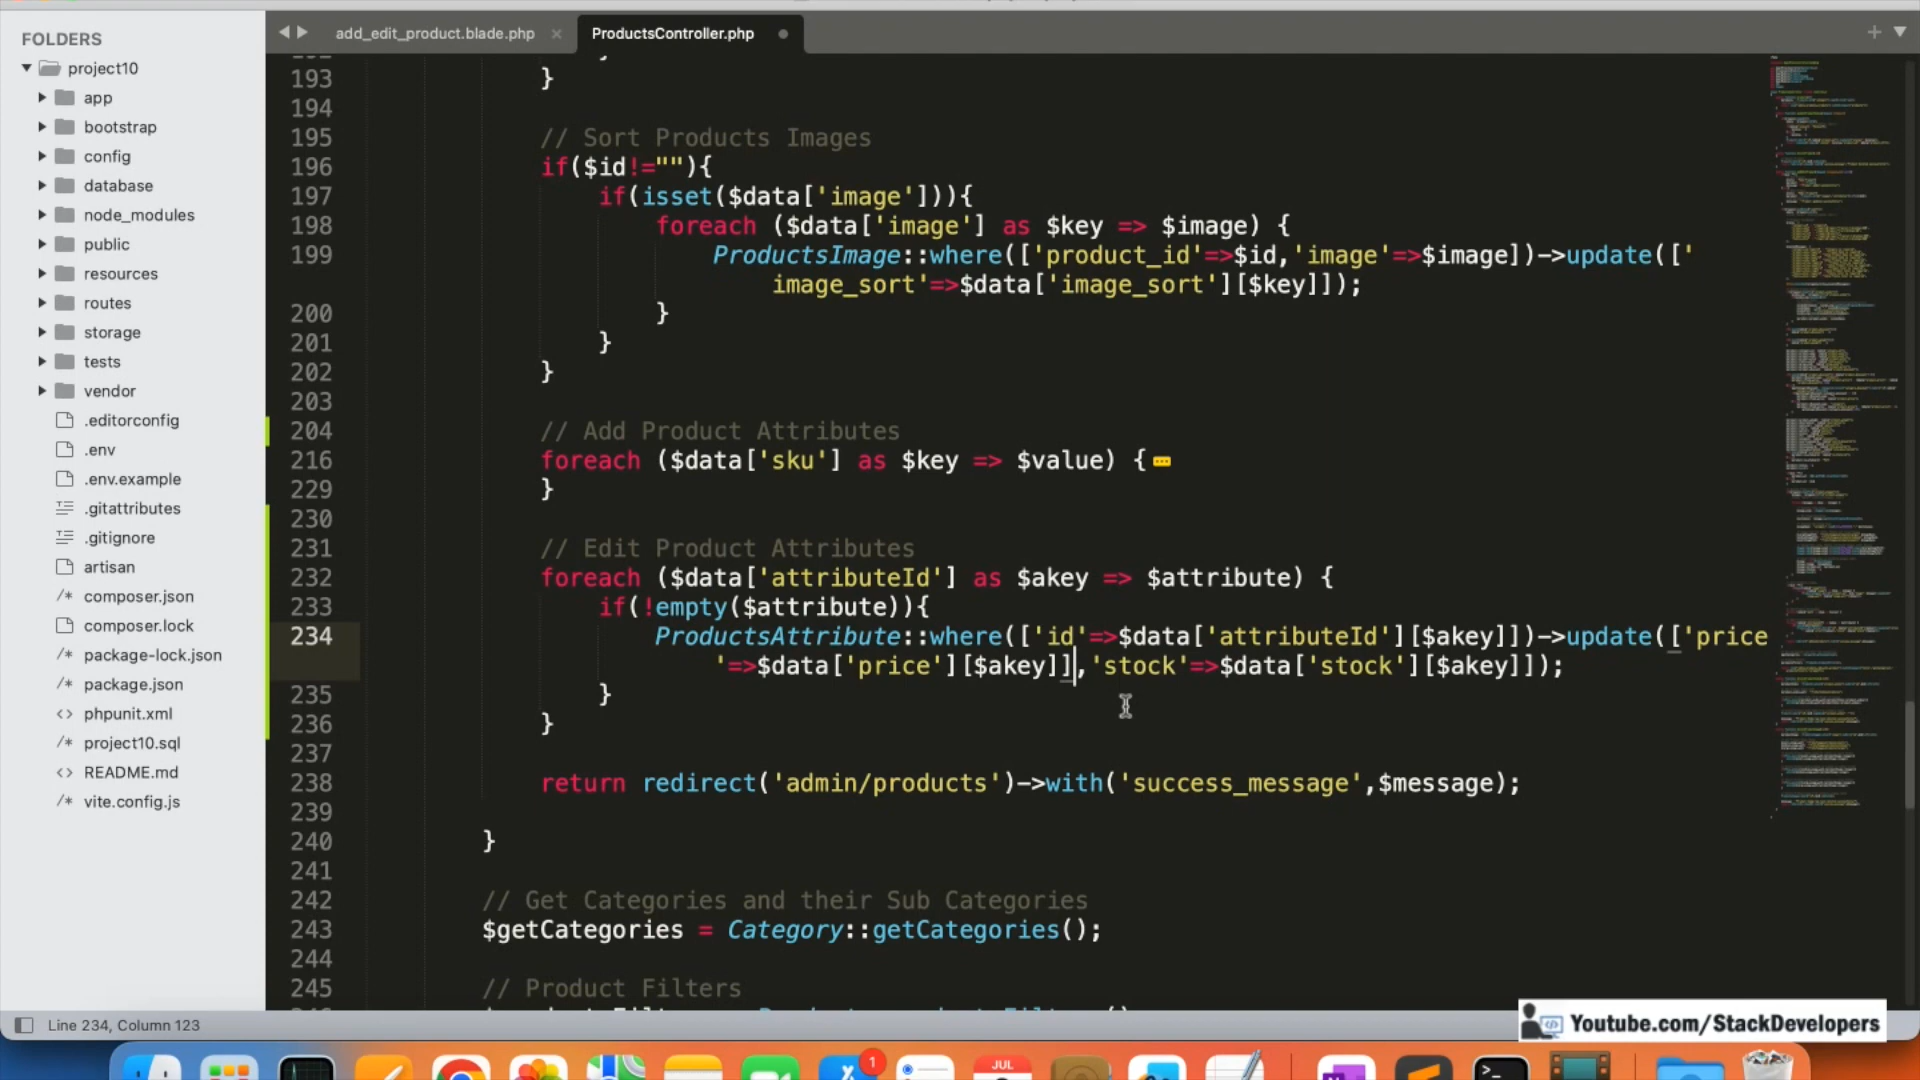 FOLDERS
project10
app
bootstrap
config
database
node_modules
public
resources
routes
storage
tests
vendor
.editorconfig
.env
.env.example
.gitattributes
.gitignore
artisan
/* composer.json
composer.lock
/* package-lock.json
/* package.json
<> phpunit.xml
/* project10.sql
<> README.md
/* vite.config.js
add_edit_product.blade.php × ProductsController.php
193 }
194
195 // Sort Products Images
196 if($id!=""){
197 if(isset($data['image'])){
198 foreach ($data['image'] as $key => $image) {
199 ProductsImage::where(['product_id'=>$id,'image'=>$image])->update(['
image_sort'=>$data['image_sort'][$key]]);
200 }
201 }
202 }
203
204 // Add Product Attributes
216 foreach ($data['sku'] as $key => $value) {
229 }
230
231 // Edit Product Attributes
232 foreach ($data['attributeId'] as $akey => $attribute) {
233 if(!empty($attribute)){
234 ProductsAttribute::where(['id'=>$data['attributeId'][$akey]])->update(['price
'=>$data['price'][$akey]],'stock'=>$data['stock'][$akey]]);
235 }
236 }
237
238 return redirect('admin/products')->with('success_message',$message);
239
240 }
241
242 // Get Categories and their Sub Categories
243 $getCategories = Category::getCategories();
244
245 // Product Filters
Line 234, Column 123
Youtube.com/StackDevelopers
1
JUL